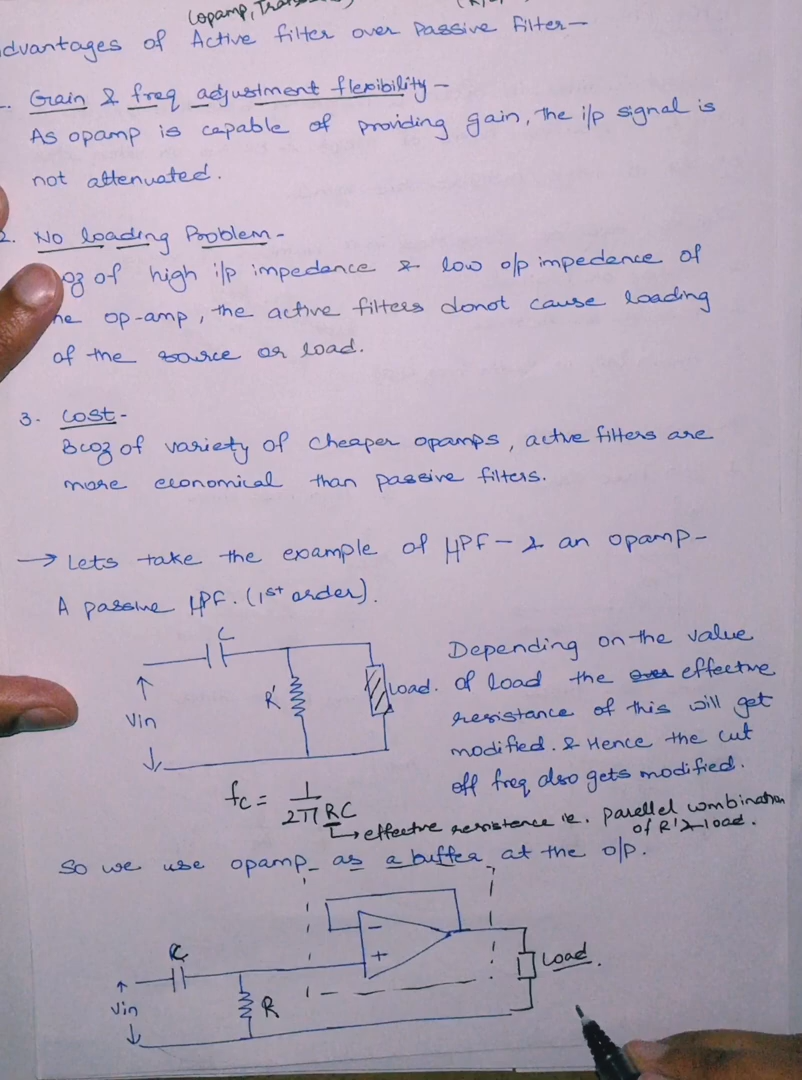 (opamp,
Advantages of Active filter over Passive Filter-
Gain & freq adjustment flexibility-
As opamp is capable of providing gain, the i/p signal is
not attenuated.
2. No loading Problem-
of high i/p impedance & low o/p impedance of
op-amp, the active filters donot cause loading
of the source or load.
3. Cost-
Bcoz of variety of cheaper opamps, active filters are
more economical than passive filters.
→ Lets take the example of HPF- & an opamp-
A passive HPF. (1st order).
C
Vin
R'
Load.
Depending on the value
of load the effective
resistance of this will get
modified. & Hence the cut
off freq also gets modified.
fc = 1/2πRC
→ effective resistance ie. parellel combination
of R' & load.
So we use opamp as a buffer at the o/p.
C
Vin
R
-
+
Load.